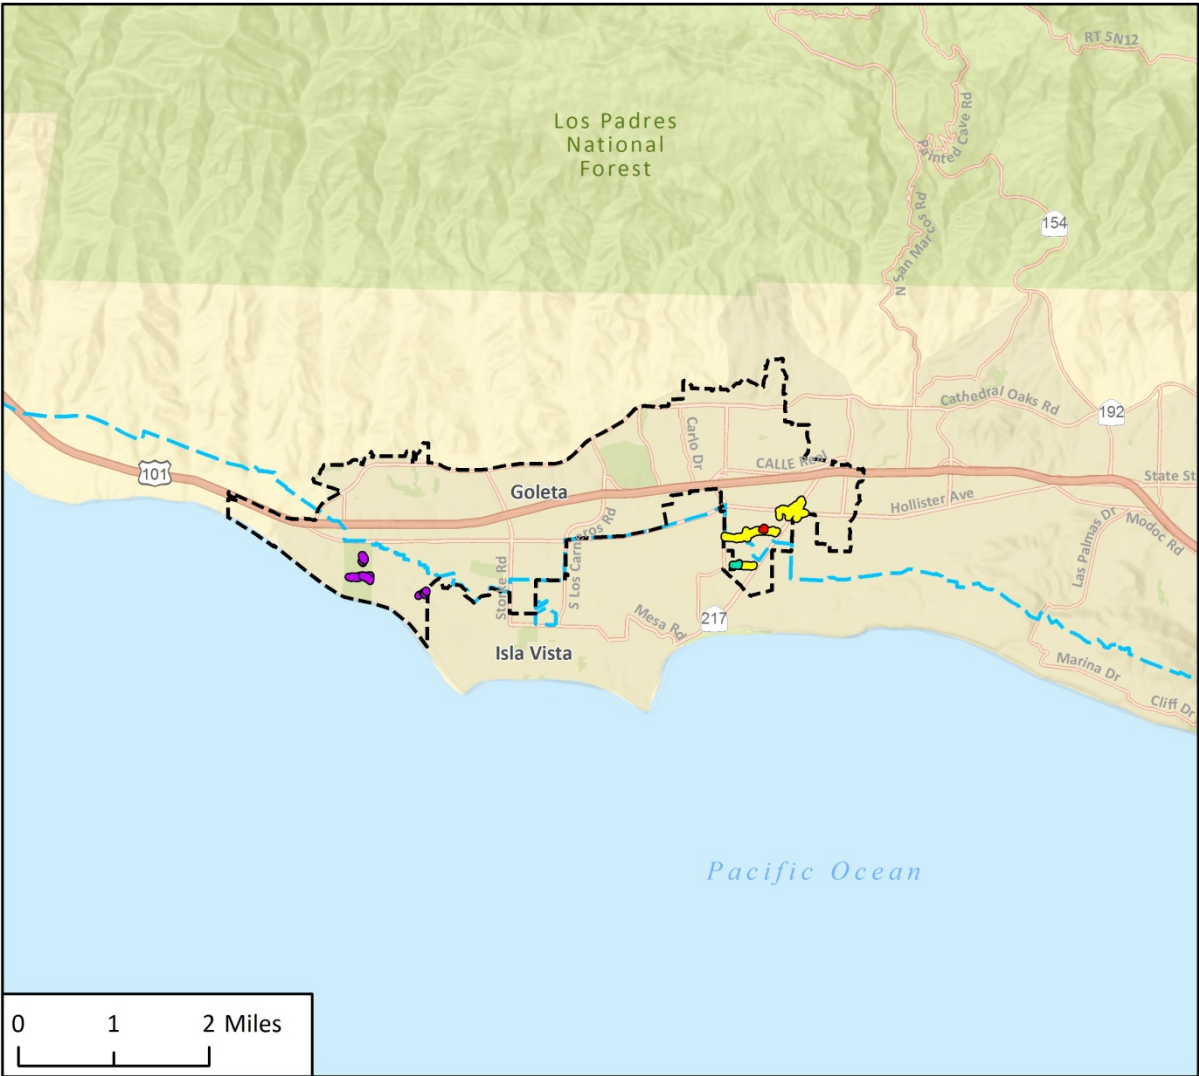 RT 5N12
Los Padres
National
Forest
Painted Cave Rd
154
N San Marcos Rd
Cathedral Oaks Rd
192
Carlo Dr
CALLE Real
101
State St
Goleta
Hollister Ave
Las Palmas Dr
Modoc Rd
S Los Carneros Rd
Storke Rd
217
Mesa Rd
Isla Vista
Marina Dr
Cliff Dr
Pacific Ocean
0 1 2 Miles